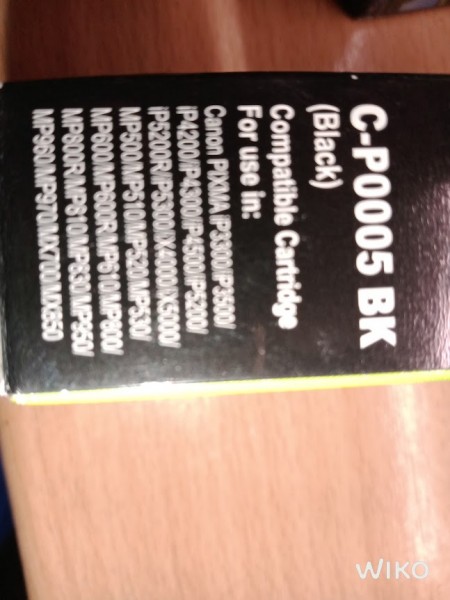 C-P0005 BK
(Black)
Compatible Cartridge
For use in:
Canon PIXMA iP3300/iP3500/
iP4200/iP4300/iP4500/iP5200/
iP5200R/iP5300/iX4000/iX5000/
MP500/MP510/MP520/MP530/
MP600/MP600R/MP610/MP800/
MP800R/MP810/MP830/MP950/
MP960/MP970/MX700/MX850
WIKO